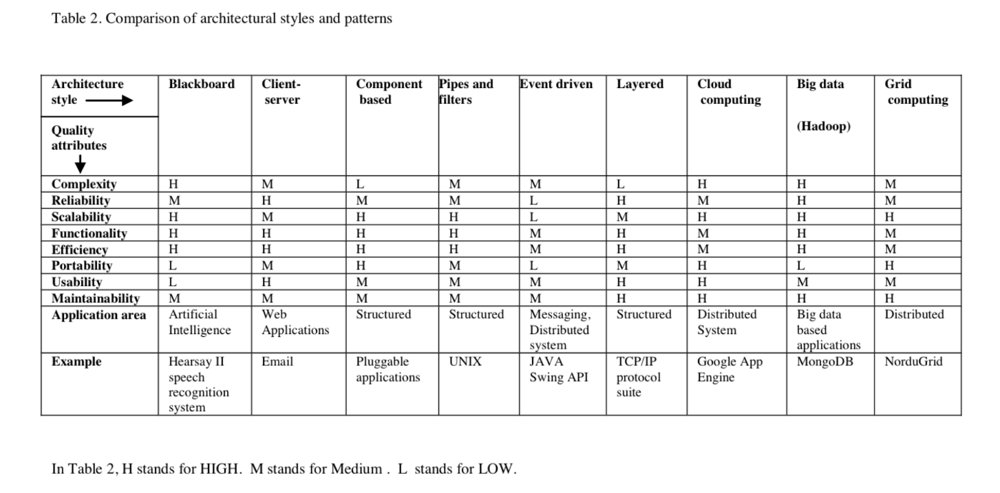 Table 2. Comparison of architectural styles and patterns
Architecture style Blackboard Client-server Component based Pipes and filters Event driven Layered Cloud computing Big data (Hadoop) Grid computing
Quality attributes
Complexity H M L M M L H H M
Reliability M H M M L H M H M
Scalability H M H H L M H H H
Functionality H H H H M H M H M
Efficiency H H H H M H M H M
Portability L M H M L M H L H
Usability L H M M M H H M M
Maintainability M M M M M H H H H
Application area Artificial Intelligence Web Applications Structured Structured Messaging, Distributed system Structured Distributed System Big data based applications Distributed
Example Hearsay II speech recognition system Email Pluggable applications UNIX JAVA Swing API TCP/IP protocol suite Google App Engine MongoDB NorduGrid
In Table 2, H stands for HIGH. M stands for Medium . L stands for LOW.